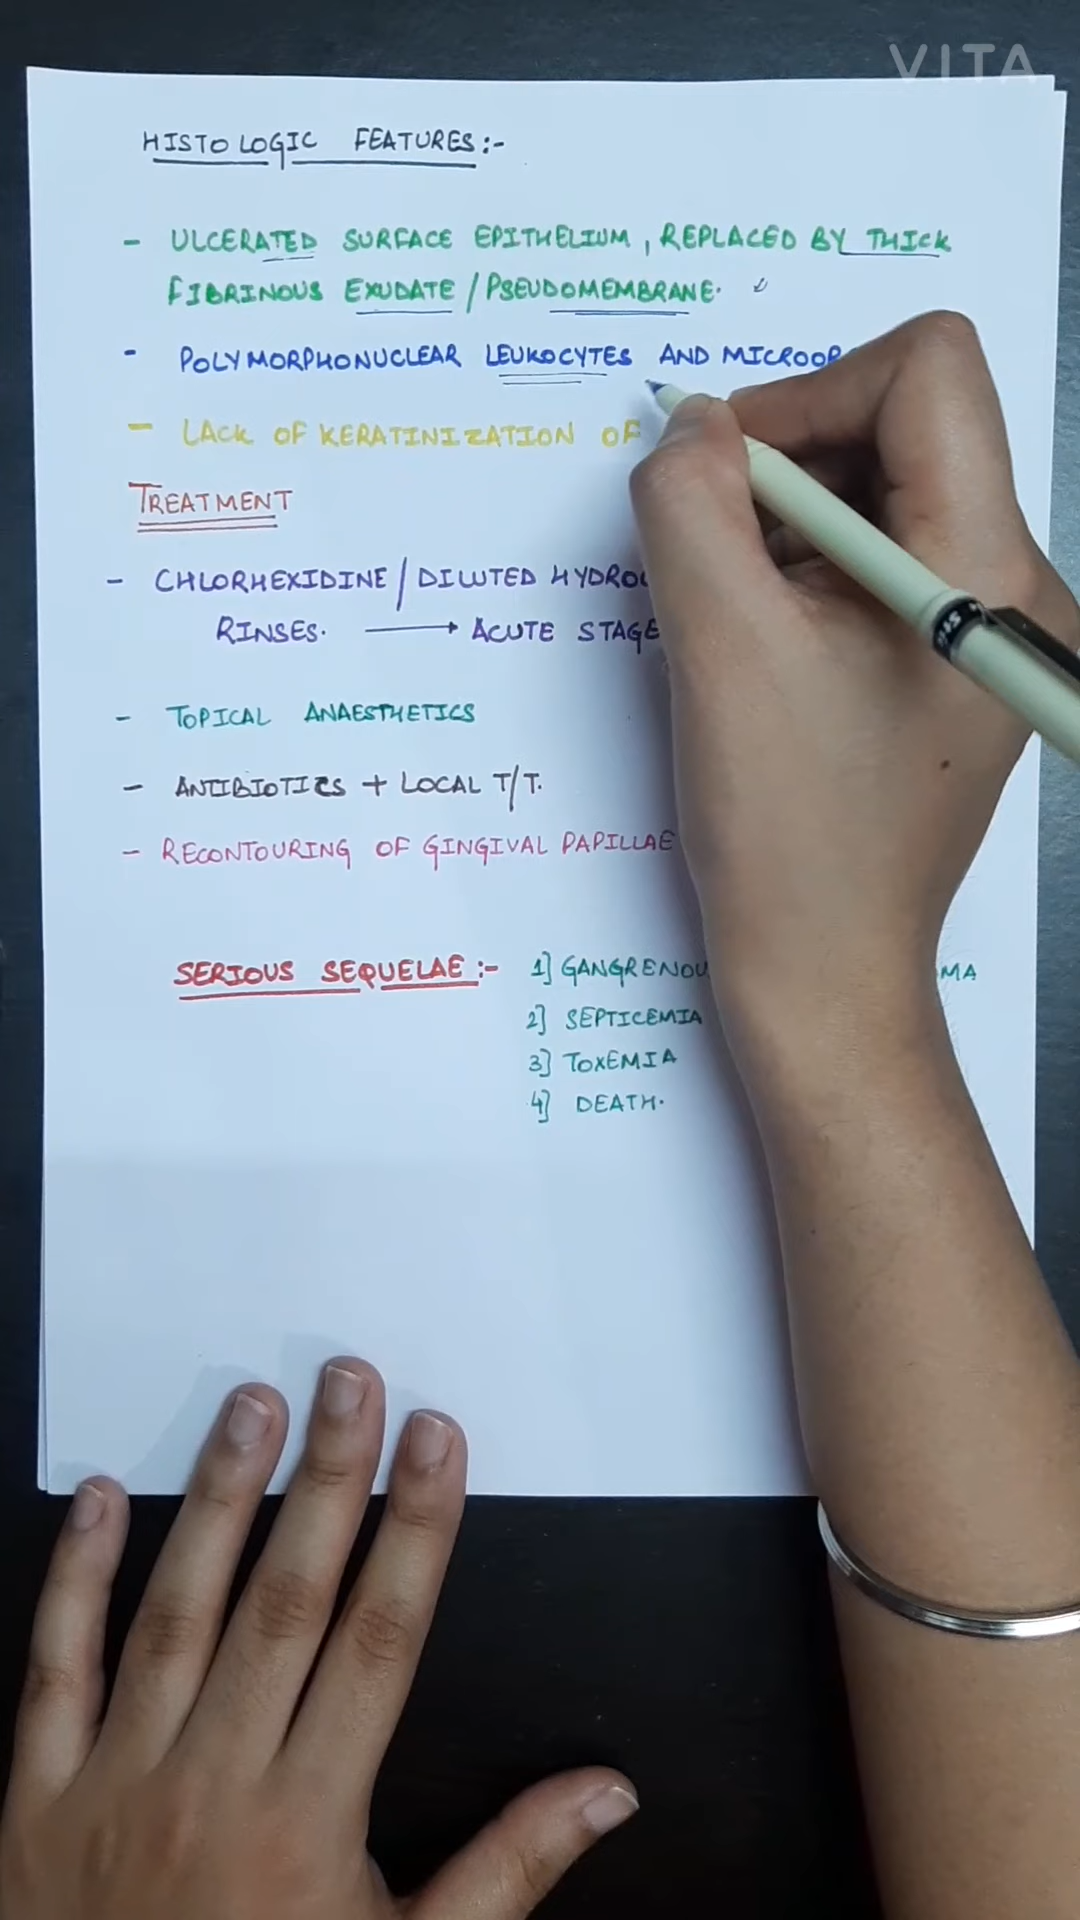 VITA
HISTOLOGIC FEATURES:-
- ULCERATED SURFACE EPITHELIUM, REPLACED BY THICK
FIBRINOUS EXUDATE / PSEUDOMEMBRANE.
- POLYMORPHONUCLEAR LEUKOCYTES AND
- LACK OF KERATINIZATION OF
TREATMENT
- CHLORHEXIDINE / DILUTED
RINSES. → ACUTE STAGE
- TOPICAL ANAESTHETICS
- ANTIBIOTICS + LOCAL T/T.
- RECONTOURING OF GINGIVAL PAPILLAE
SERIOUS SEQUELAE:- 1]
2] SEPTICEMIA
3] TOXEMIA
4] DEATH.